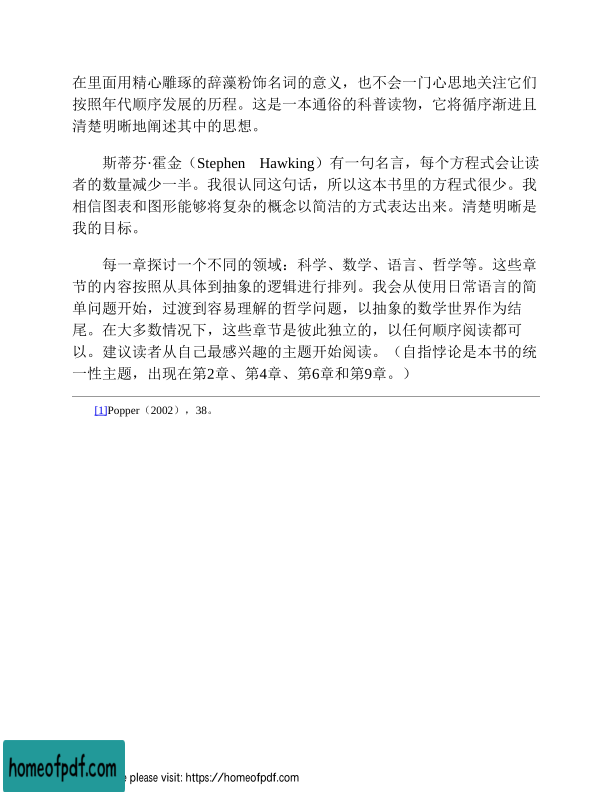 在里面用精心雕琢的辞藻粉饰名词的意义，也不会一门心思地关注它们
按照年代顺序发展的历程。这是一本通俗的科普读物，它将循序渐进且
清楚明晰地阐述其中的思想。
斯蒂芬·霍金（Stephen Hawking）有一句名言，每个方程式会让读
者的数量减少一半。我很认同这句话，所以这本书里的方程式很少。我
相信图表和图形能够将复杂的概念以简洁的方式表达出来。清楚明晰是
我的目标。
每一章探讨一个不同的领域：科学、数学、语言、哲学等。这些章
节的内容按照从具体到抽象的逻辑进行排列。我会从使用日常语言的简
单问题开始，过渡到容易理解的哲学问题，以抽象的数学世界作为结
尾。在大多数情况下，这些章节是彼此独立的，以任何顺序阅读都可
以。建议读者从自己最感兴趣的主题开始阅读。（自指悖论是本书的统
一性主题，出现在第2章、第4章、第6章和第9章。）
[1]Popper（2002），38。
homeofpdf.com
please visit: https://homeofpdf.com